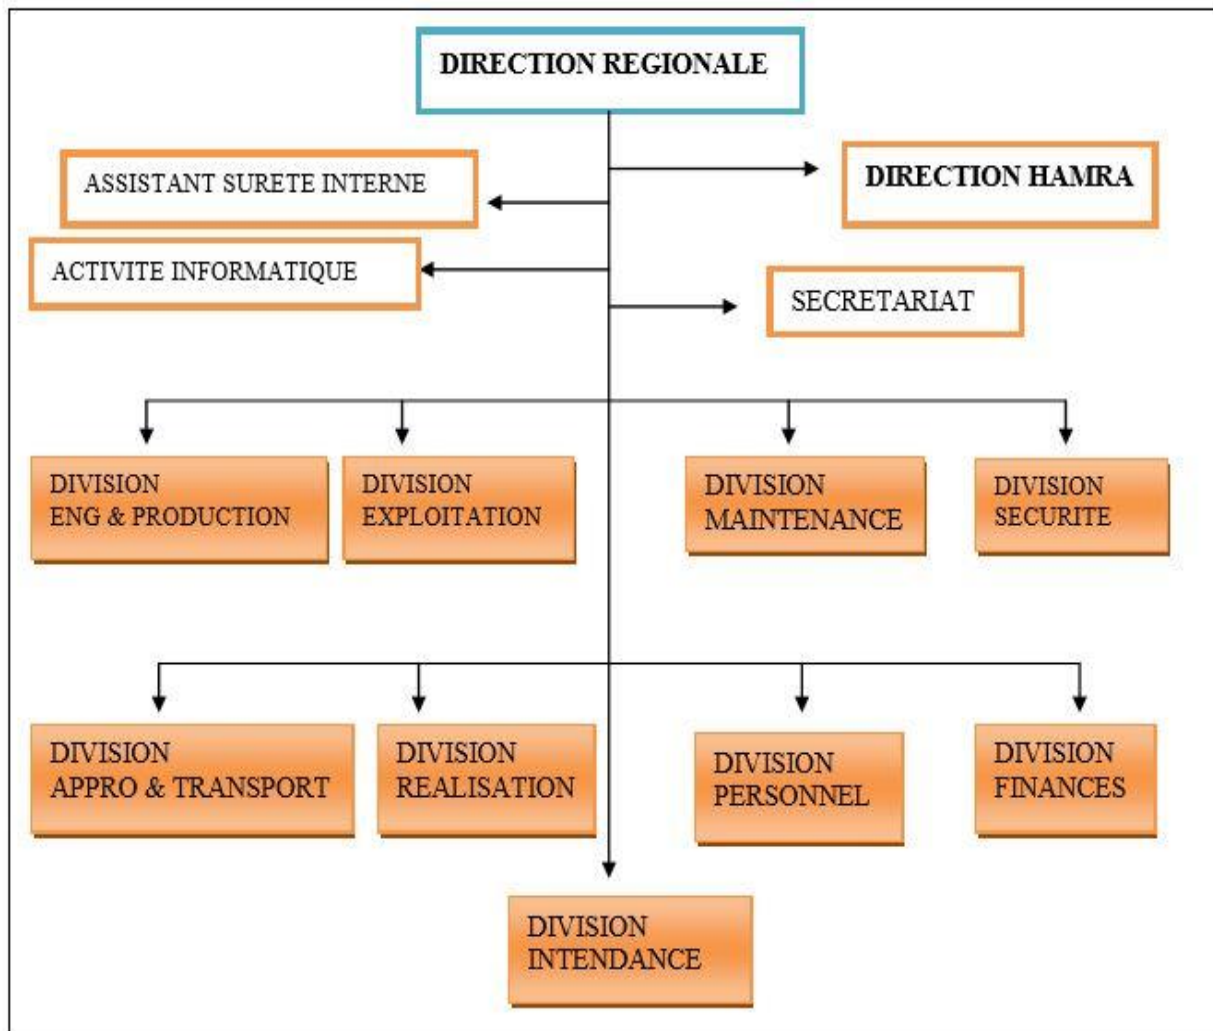 DIRECTION REGIONALE
ASSISTANT SURETE INTERNE
DIRECTION HAMRA
ACTIVITE INFORMATIQUE
SECRETARIAT
DIVISION
ENG & PRODUCTION
DIVISION
EXPLOITATION
DIVISION
MAINTENANCE
DIVISION
SECURITE
DIVISION
APPRO & TRANSPORT
DIVISION
REALISATION
DIVISION
PERSONNEL
DIVISION
FINANCES
DIVISION
INTENDANCE